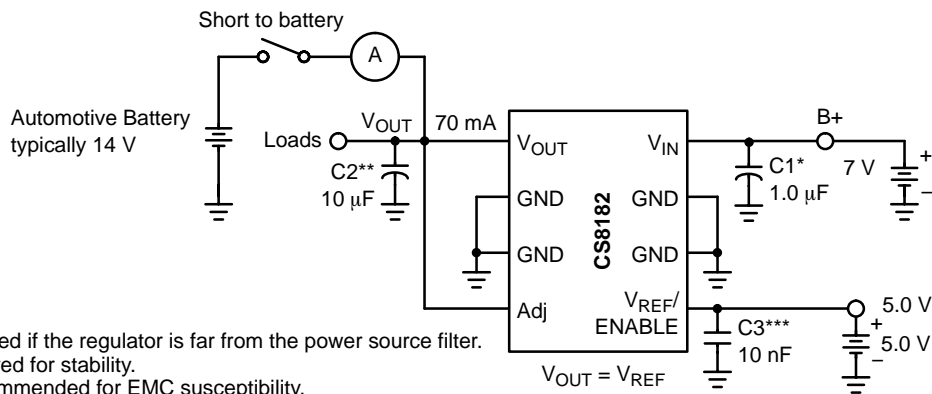 Short to battery
A
Automotive Battery
typically 14 V
Loads
VOUT
70 mA
C2**
10 μF
VOUT
GND
GND
Adj
CS8182
VIN
GND
GND
VREF/
ENABLE
B+
C1*
1.0 μF
7 V
+
–
5.0 V
C3***
10 nF
+
5.0 V
–
VOUT = VREF
ed if the regulator is far from the power source filter.
red for stability.
ommended for EMC susceptibility.